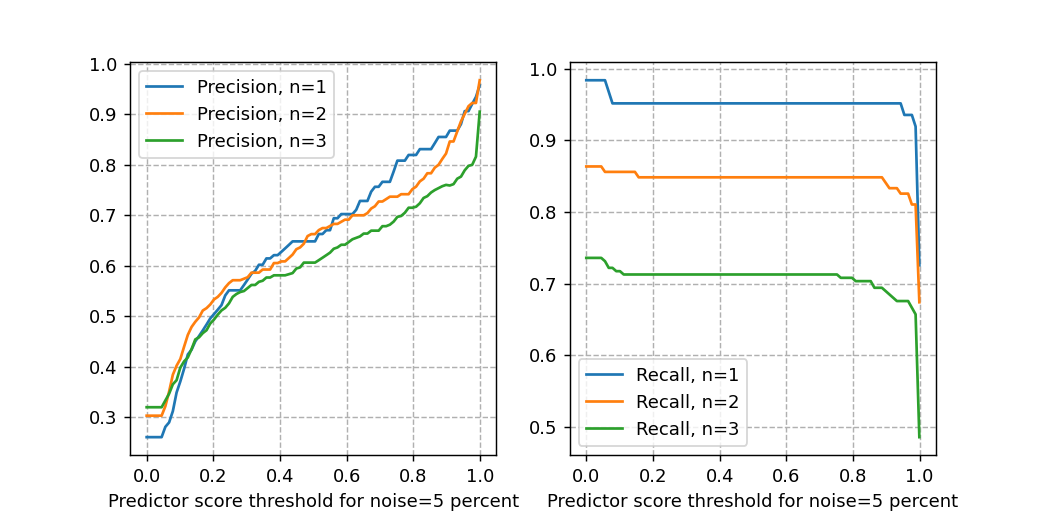 1.0
0.9
0.8
0.7
0.6
0.5
0.4
0.3
Precision, n=1
Precision, n=2
Precision, n=3
0.0 0.2 0.4 0.6 0.8 1.0
Predictor score threshold for noise=5 percent
1.0
0.9
0.8
0.7
0.6
0.5
Recall, n=1
Recall, n=2
Recall, n=3
0.0 0.2 0.4 0.6 0.8 1.0
Predictor score threshold for noise=5 percent